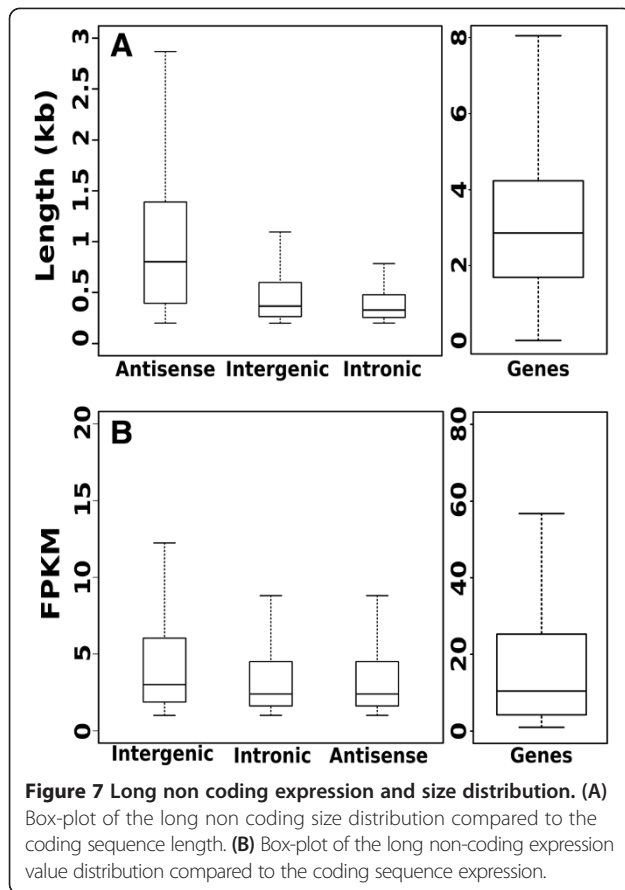 A
Length (kb)
3
2.5
2
1.5
1
0.5
0
Antisense Intergenic Intronic
8
6
4
2
0
Genes
B
FPKM
20
15
10
5
0
Intergenic Intronic Antisense
80
60
40
20
0
Genes
Figure 7 Long non coding expression and size distribution. (A)
Box-plot of the long non coding size distribution compared to the
coding sequence length. (B) Box-plot of the long non-coding expression
value distribution compared to the coding sequence expression.